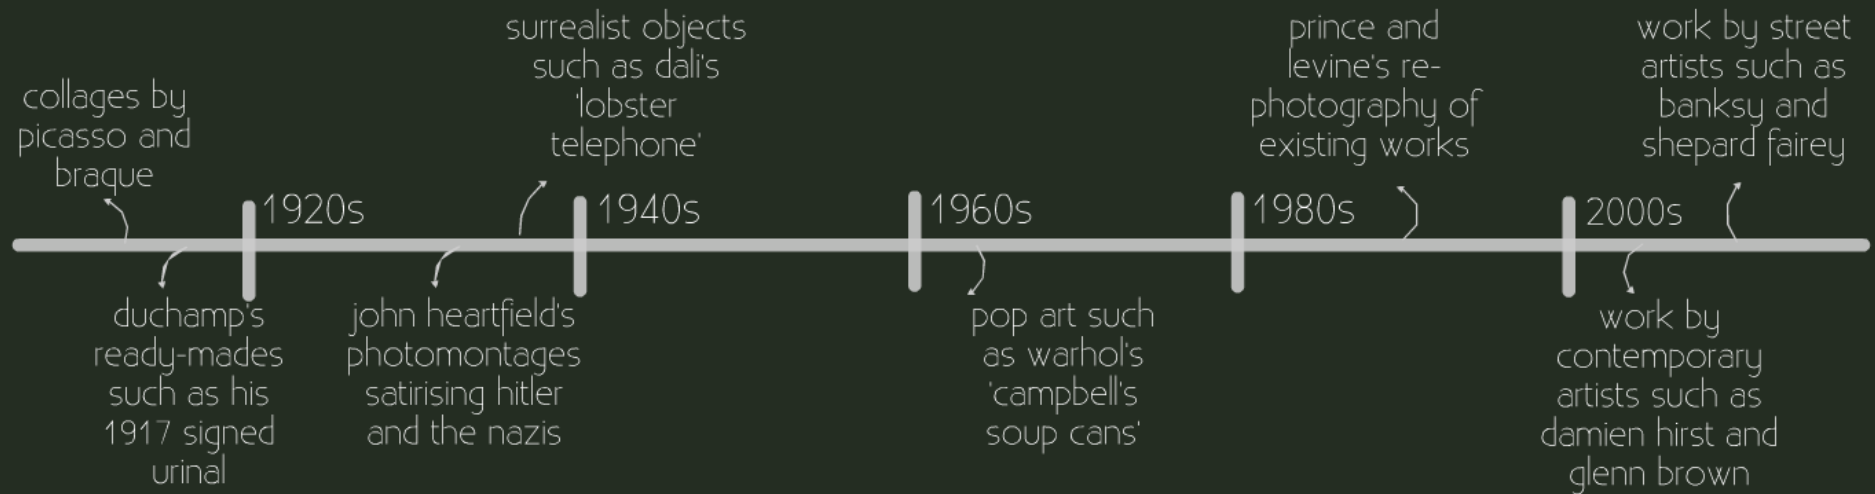 collages by
picasso and
braque
duchamp's
ready-mades
such as his
1917 signed
urinal
1920s
john heartfield's
photomontages
satirising hitler
and the nazis
surrealist objects
such as dali's
'lobster
telephone'
1940s
1960s
pop art such
as warhol's
'campbell's
soup cans'
1980s
prince and
levine's re-
photography of
existing works
2000s
work by
contemporary
artists such as
damien hirst and
glenn brown
work by street
artists such as
banksy and
shepard fairey